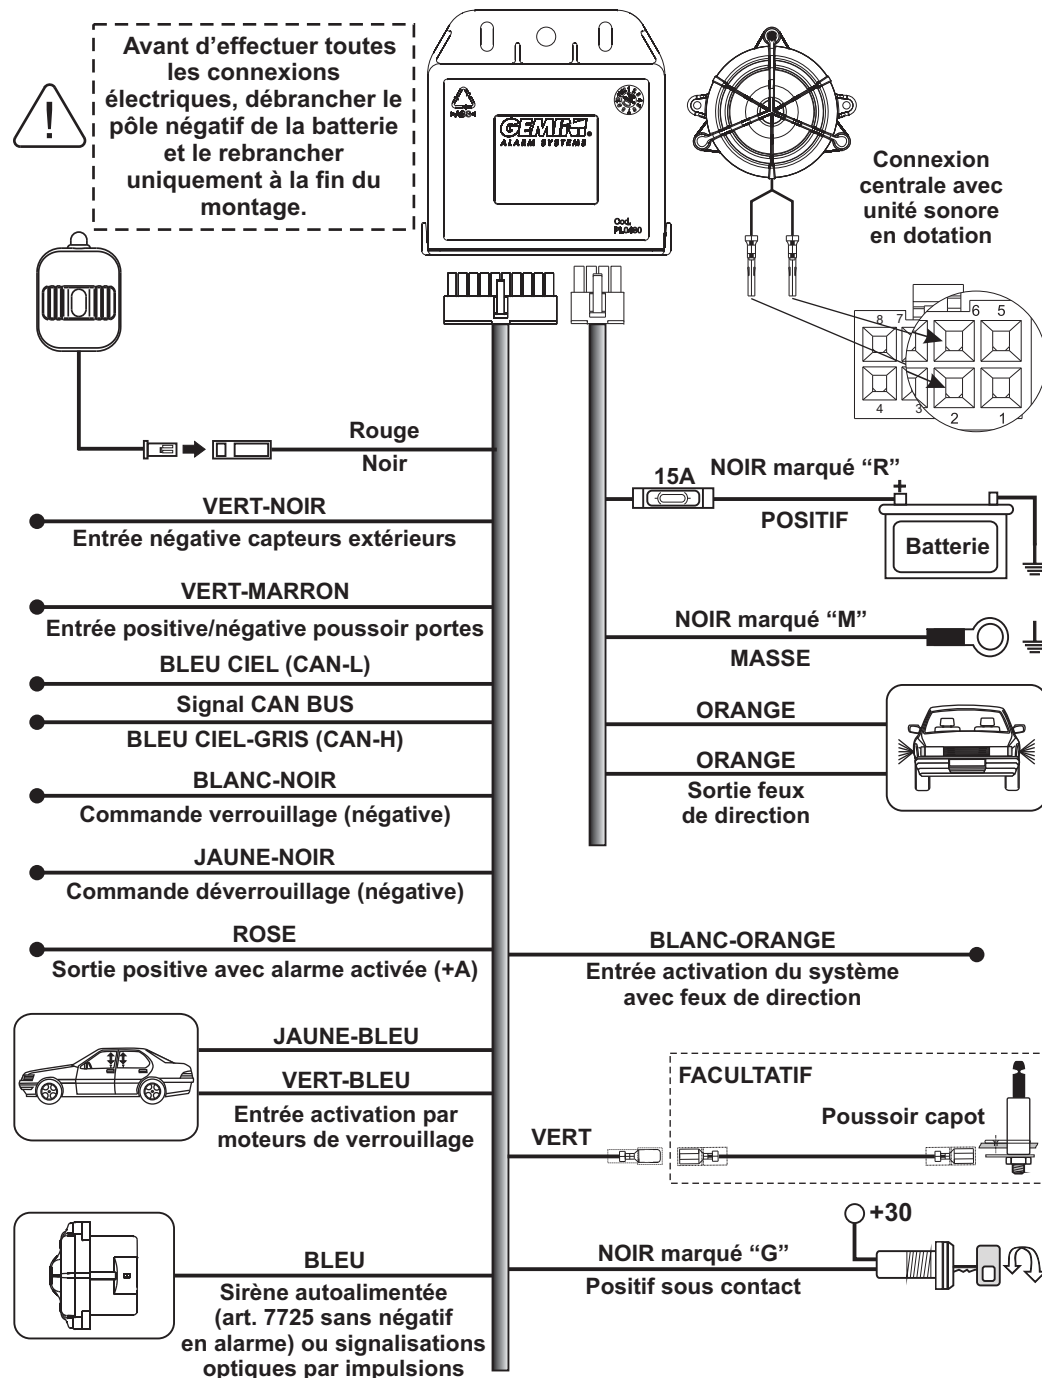 Avant d’effectuer toutes
les connexions
électriques, débrancher le
pôle négatif de la batterie
et le rebrancher
uniquement à la fin du
montage.
!
>ABS<
GEMINI
ALARM SYSTEMS
Cod.
Connexion
centrale avec
unité sonore
en dotation
8 7 6 5
4 3 2 1
Rouge
Noir
15A
NOIR marqué “R”
+
POSITIF
Batterie
VERT-NOIR
Entrée négative capteurs extérieurs
VERT-MARRON
Entrée positive/négative poussoir portes
NOIR marqué “M”
MASSE
BLEU CIEL (CAN-L)
Signal CAN BUS
BLEU CIEL-GRIS (CAN-H)
ORANGE
ORANGE
Sortie feux
de direction
BLANC-NOIR
Commande verrouillage (négative)
JAUNE-NOIR
Commande déverrouillage (négative)
ROSE
Sortie positive avec alarme activée (+A)
BLANC-ORANGE
Entrée activation du système
avec feux de direction
JAUNE-BLEU
VERT-BLEU
Entrée activation par
moteurs de verrouillage
FACULTATIF
Poussoir capot
VERT
+30
NOIR marqué “G”
Positif sous contact
BLEU
Sirène autoalimentée
(art. 7725 sans négatif
en alarme) ou signalisations
optiques par impulsions